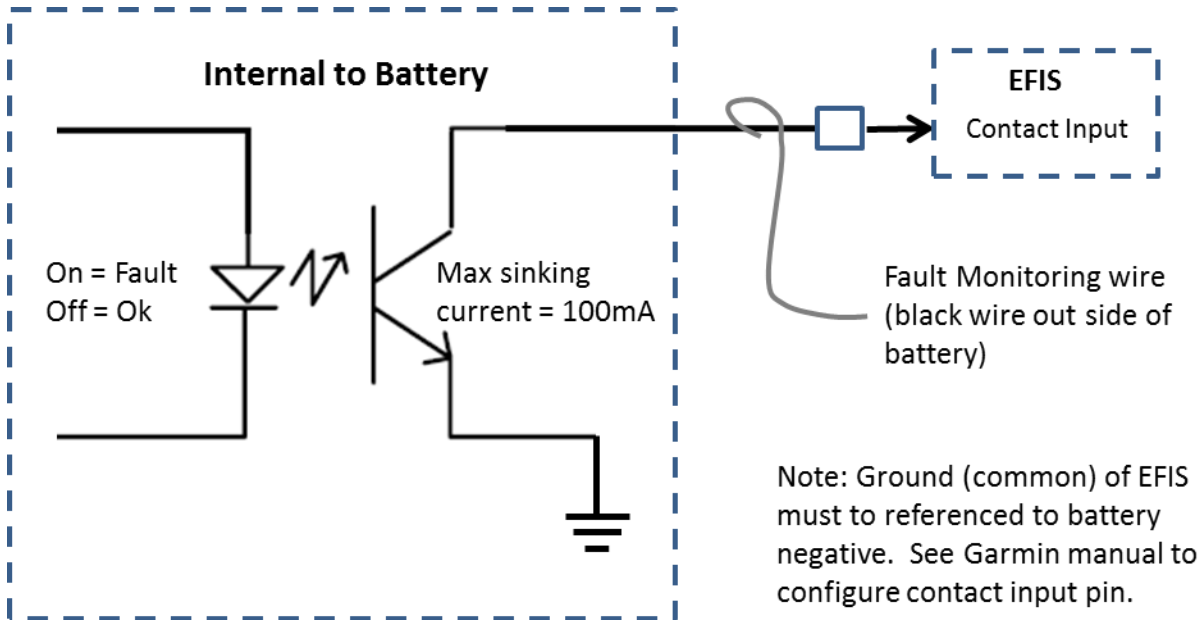 Internal to Battery
On = Fault
Off = Ok
Max sinking
current = 100mA
EFIS
Contact Input
Fault Monitoring wire
(black wire out side of
battery)
Note: Ground (common) of EFIS
must to referenced to battery
negative.  See Garmin manual to
configure contact input pin.